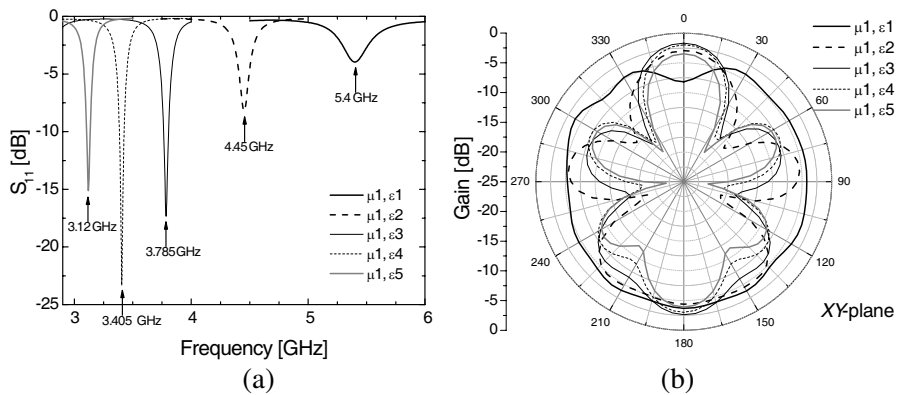 (a)
0
-5
-10
-15
-20
-25
S11 [dB]
3
4
5
6
Frequency [GHz]
5.4 GHz
4.45 GHz
3.12 GHz
3.785 GHz
3.405 GHz
μ1, ε1
μ1, ε2
μ1, ε3
μ1, ε4
μ1, ε5
(a)
0
-5
-10
-15
-20
-25
-20
-15
-10
-5
0
Gain [dB]
0
30
60
90
120
150
180
210
240
270
300
330
μ1, ε1
μ1, ε2
μ1, ε3
μ1, ε4
μ1, ε5
XY-plane
(b)